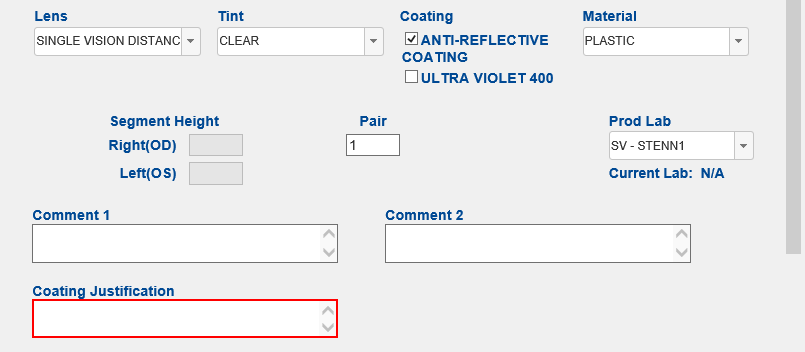 Lens Tint Coating Material
SINGLE VISION DISTANC CLEAR ANTI-REFLECTIVE PLASTIC
COATING
ULTRA VIOLET 400
Segment Height Pair Prod Lab
Right(OD) 1 SV - STENN1
Left(OS) Current Lab: N/A
Comment 1 Comment 2
Coating Justification